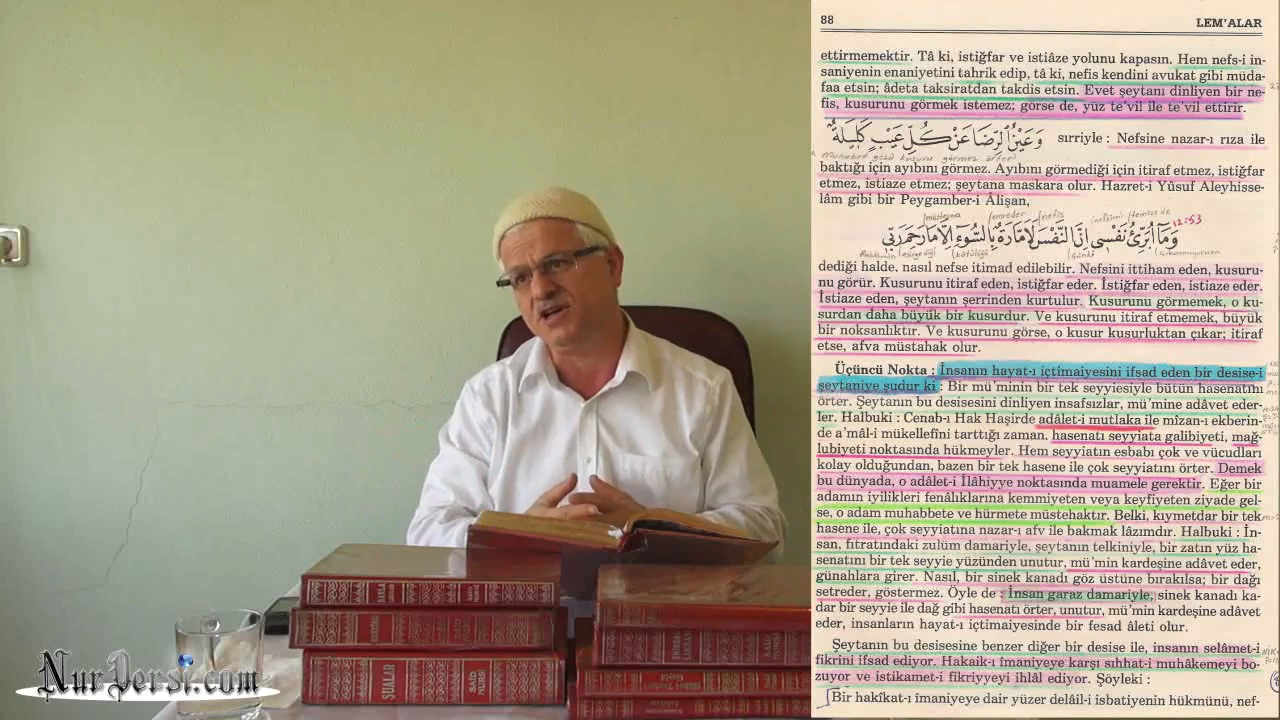 88
LEM'ALAR
ettirmemektir. Tâ ki, istiğfar ve istiâze yolunu kapasın. Hem nefs-i in-
saniyenin enaniyetini tahrik edip, tâ ki, nefis kendini avukat gibi müda-
faa etsin; âdeta taksiratdan takdis etsin. Evet şeytanı dinliyen bir ne-
fis, kusurunu görmek istemez; görse de, yüz te'vil ile te'vil ettirir.
وَعَيْنُ الرِّضَا عَنْ كُلِّ عَيْبٍ كَلِيلَةٌ sırriyle : Nefsine nazar-ı rıza ile
baktığı için ayıbını görmez. Ayıbını görmediği için itiraf etmez, istiğfar
etmez, istiaze etmez; şeytana maskara olur. Hazret-i Yûsuf Aleyhisse-
lâm gibi bir Peygamber-i Âlişan,
12:53
وَمَا اُبَرِّئُ نَفْسِى اِنَّ النَّفْسَ لَاَمَّارَةٌ بِالسُّوءِ اِلَّا مَا رَحِمَ رَبِّى
dediği halde, nasıl nefse itimad edilebilir. Nefsini ittiham eden, kusuru-
nu görür. Kusurunu itiraf eden, istiğfar eder. İstiğfar eden, istiaze eder.
İstiaze eden, şeytanın şerrinden kurtulur. Kusurunu görmemek, o ku-
surdan daha büyük bir kusurdur. Ve kusurunu itiraf etmemek, büyük
bir noksanlıktır. Ve kusurunu görse, o kusur kusurluktan çıkar; itiraf
etse, afva müstahak olur.
Üçüncü Nokta : İnsanın hayat-ı içtimaiyesini ifsad eden bir desise-i
şeytaniye şudur ki : Bir mü'minin bir tek seyyiesiyle bütün hasenatını
örter. Şeytanın bu desisesini dinliyen insafsızlar, mü'mine adâvet eder-
ler. Halbuki : Cenab-ı Hak Haşirde adâlet-i mutlaka ile mizan-ı ekberin-
de a'mâl-i mükellefîni tarttığı zaman, hasenatı seyyiata galibiyeti, mağ-
lubiyeti noktasında hükmeyler. Hem seyyiatın esbabı çok ve vücudları
kolay olduğundan, bazen bir tek hasene ile çok seyyiatını örter. Demek
bu dünyada, o adâlet-i İlâhiyye noktasında muamele gerektir. Eğer bir
adamın iyilikleri fenâlıklarına kemmiyeten veya keyfiyeten ziyade gel-
se, o adam muhabbete ve hürmete müstehaktır. Belki, kıymetdar bir tek
hasene ile, çok seyyiatına nazar-ı afv ile bakmak lâzımdır. Halbuki : İn-
san, fıtratındaki zulüm damariyle, şeytanın telkiniyle, bir zatın yüz ha-
senatını bir tek seyyie yüzünden unutur, mü'min kardeşine adâvet eder,
günahlara girer. Nasıl, bir sinek kanadı göz üstüne bırakılsa; bir dağı
setreder, göstermez. Öyle de : İnsan garaz damariyle, sinek kanadı ka-
dar bir seyyie ile dağ gibi hasenatı örter, unutur, mü'min kardeşine adâvet
eder, insanların hayat-ı içtimaiyesinde bir fesad âleti olur.
Şeytanın bu desisesine benzer diğer bir desise ile, insanın selâmet-i
fikrini ifsad ediyor. Hakaik-ı îmaniyeye karşı sıhhat-i muhâkemeyi bo-
zuyor ve istikamet-i fikriyyeyi ihlâl ediyor. Şöyleki :
Bir hakîkat-ı îmaniyeye dair yüzer delâil-i isbatiyenin hükmünü, nef-
ŞUALAR
SAİD NURSİ
NurDersi.com